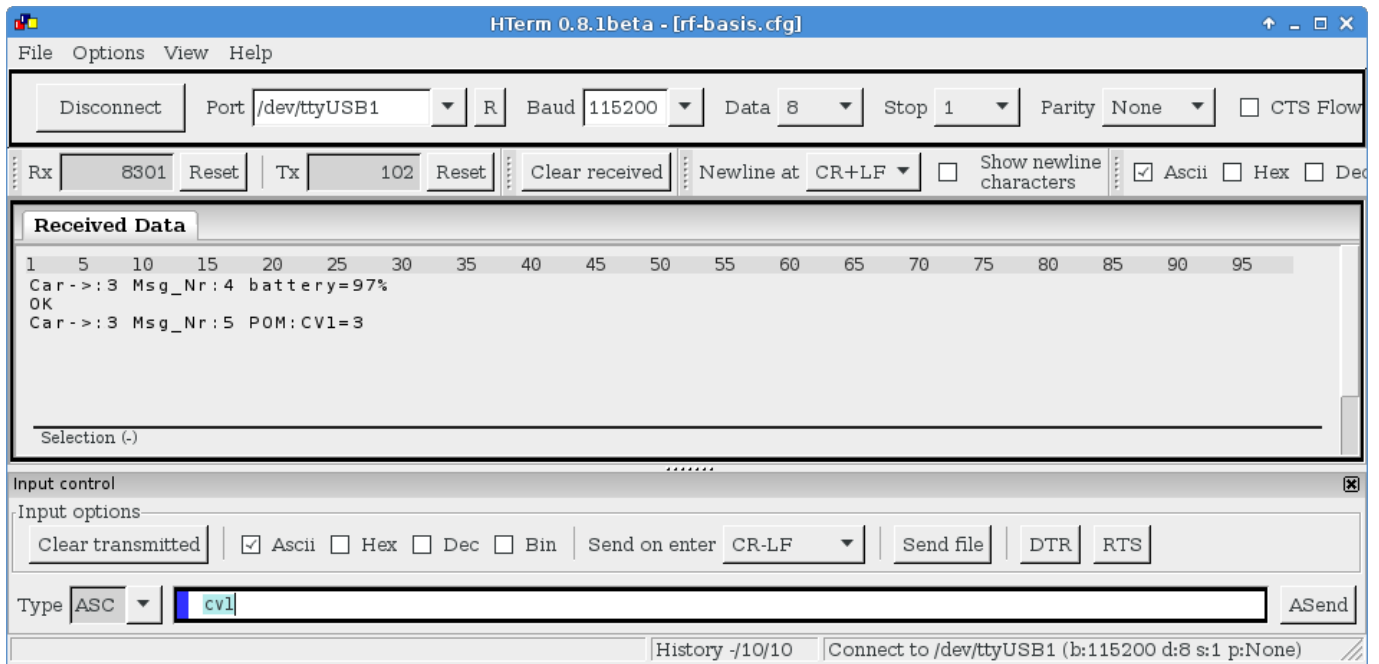 HTerm 0.8.1beta - [rf-basis.cfg]
File Options View Help
Disconnect Port /dev/ttyUSB1 R Baud 115200 Data 8 Stop 1 Parity None CTS Flow
Rx 8301 Reset Tx 102 Reset Clear received Newline at CR+LF Show newline characters Ascii Hex Dec
Received Data
1 5 10 15 20 25 30 35 40 45 50 55 60 65 70 75 80 85 90 95
Car->:3 Msg_Nr:4 battery=97%
OK
Car->:3 Msg_Nr:5 POM:CV1=3
Selection (-)
Input control
Input options
Clear transmitted Ascii Hex Dec Bin Send on enter CR-LF Send file DTR RTS
Type ASC cv1 ASend
History -/10/10 Connect to /dev/ttyUSB1 (b:115200 d:8 s:1 p:None)